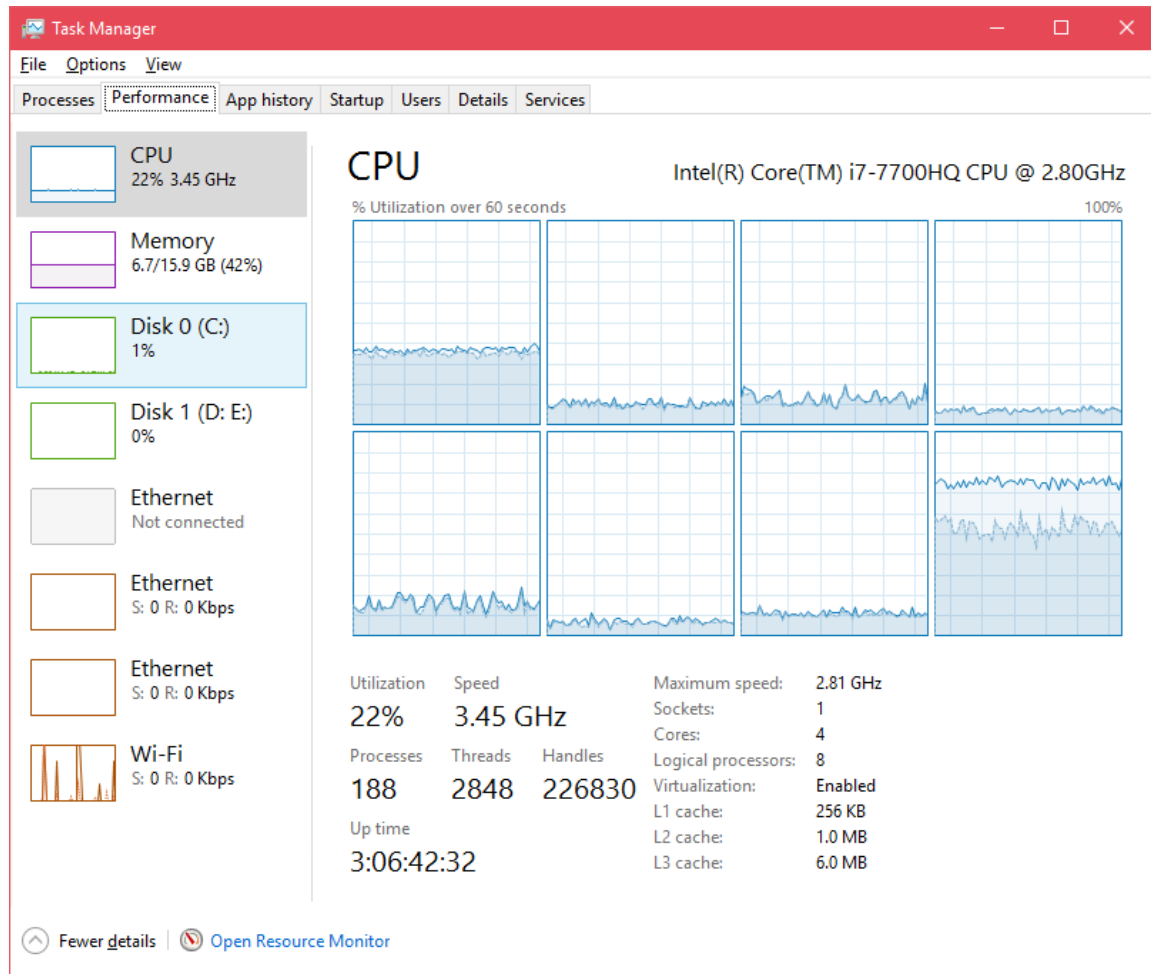 Task Manager
File Options View
Processes Performance App history Startup Users Details Services
CPU
22% 3.45 GHz
Memory
6.7/15.9 GB (42%)
Disk 0 (C:)
1%
Disk 1 (D: E:)
0%
Ethernet
Not connected
Ethernet
S: 0 R: 0 Kbps
Ethernet
S: 0 R: 0 Kbps
Wi-Fi
S: 0 R: 0 Kbps
CPU Intel(R) Core(TM) i7-7700HQ CPU @ 2.80GHz
% Utilization over 60 seconds 100%
Utilization Speed
22% 3.45 GHz
Processes Threads Handles
188 2848 226830
Up time
3:06:42:32
Maximum speed: 2.81 GHz
Sockets: 1
Cores: 4
Logical processors: 8
Virtualization: Enabled
L1 cache: 256 KB
L2 cache: 1.0 MB
L3 cache: 6.0 MB
Fewer details Open Resource Monitor